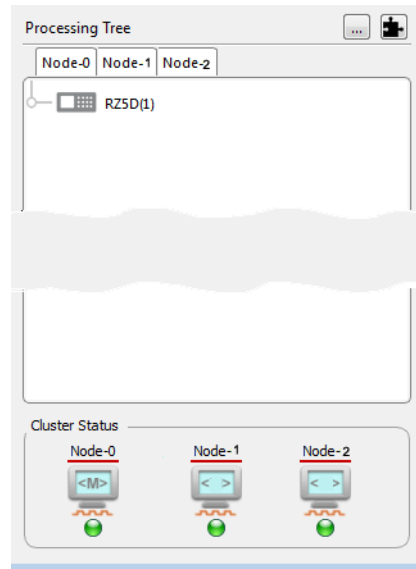 Processing Tree
...
Node-0 Node-1 Node-2
RZ5D(1)
Cluster Status
Node-0 Node-1 Node-2
<M> < > < >